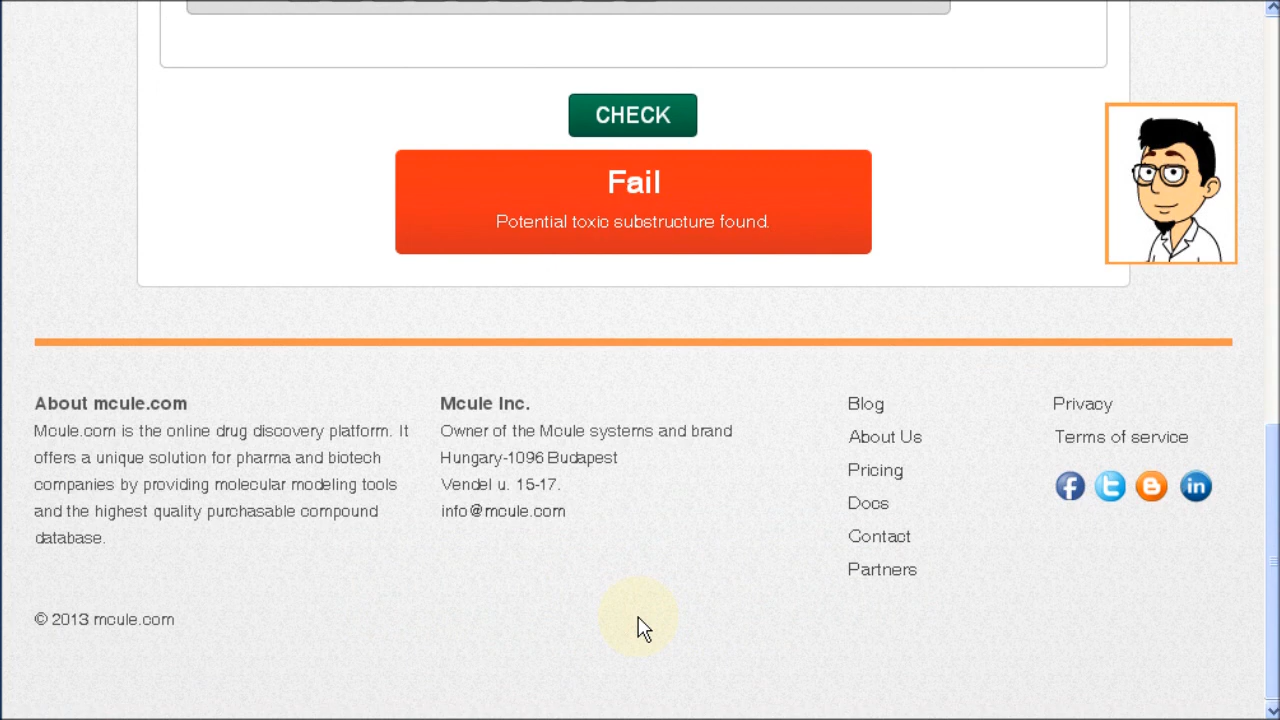 CHECK
Fail
Potential toxic substructure found.
About mcule.com
Mcule.com is the online drug discovery platform. It
offers a unique solution for pharma and biotech
companies by providing molecular modeling tools
and the highest quality purchasable compound
database.
Mcule Inc.
Owner of the Mcule systems and brand
Hungary-1096 Budapest
Vendel u. 15-17.
info@mcule.com
Blog
About Us
Pricing
Docs
Contact
Partners
Privacy
Terms of service
© 2013 mcule.com